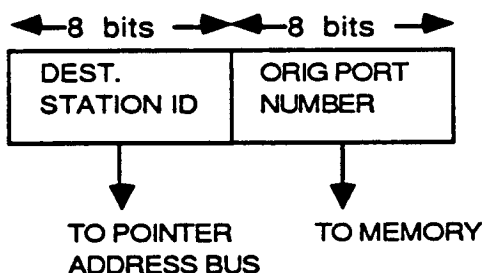 8 bits 8 bits
DEST. STATION ID
ORIG PORT NUMBER
TO POINTER ADDRESS BUS
TO MEMORY